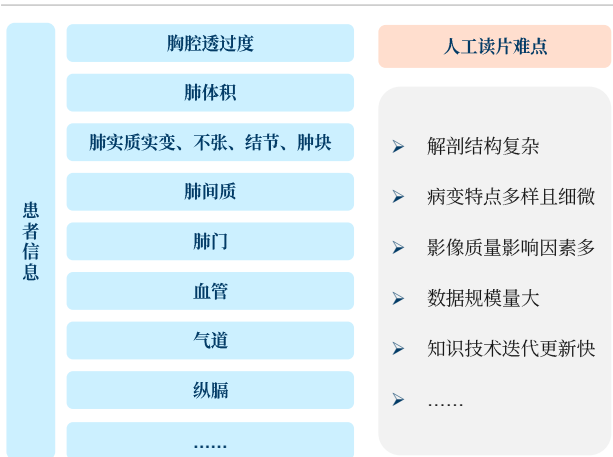 患者信息
胸腔透过度
肺体积
肺实质实变、不张、结节、肿块
肺间质
肺门
血管
气道
纵膈
……
人工读片难点
解剖结构复杂
病变特点多样且细微
影像质量影响因素多
数据规模量大
知识技术迭代更新快
……